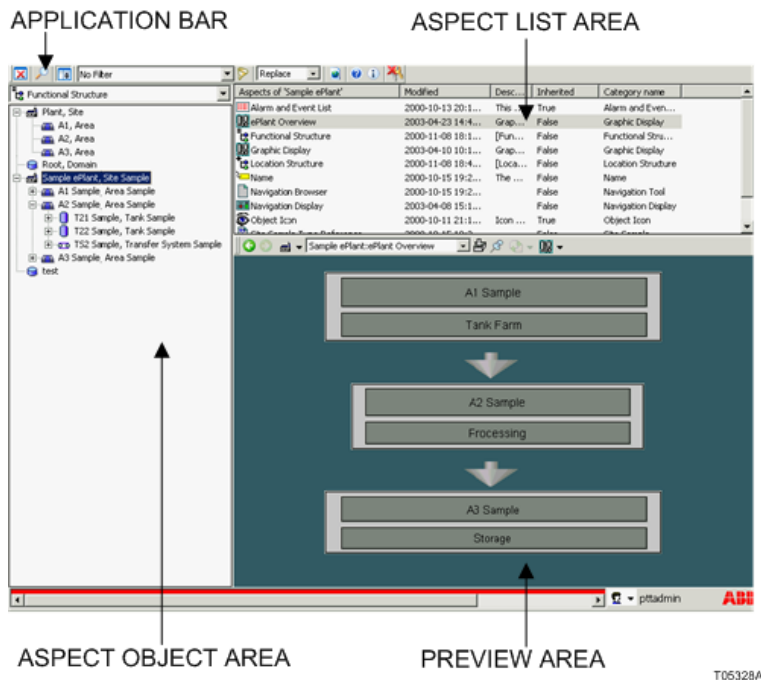 APPLICATION BAR
ASPECT LIST AREA
No Filter
Replace
Functional Structure
Plant, Site
A1, Area
A2, Area
A3, Area
Root, Domain
Sample ePlant, Site Sample
A1 Sample, Area Sample
A2 Sample, Area Sample
T21 Sample, Tank Sample
T22 Sample, Tank Sample
TS2 Sample, Transfer System Sample
A3 Sample, Area Sample
test
Aspects of 'Sample ePlant' Modified Desc... Inherited Category name
Alarm and Event List 2000-10-13 20:1... This ... True Alarm and Even...
ePlant Overview 2003-04-23 14:4... Grap... False Graphic Display
Functional Structure 2000-11-08 18:1... [Fun... False Functional Stru...
Graphic Display 2003-04-10 10:1... Grap... False Graphic Display
Location Structure 2000-11-08 18:4... [Loca... False Location Structure
Name 2000-10-15 19:2... The ... False Name
Navigation Browser 2000-10-15 19:2... False Navigation Tool
Navigation Display 2003-04-08 15:1... False Navigation Display
Object Icon 2000-10-11 21:1... Icon ... True Object Icon
Sample ePlant:ePlant Overview
A1 Sample
Tank Farm
A2 Sample
Frocessing
A3 Sample
Storage
pttadmin
ABB
ASPECT OBJECT AREA
PREVIEW AREA
T05328A